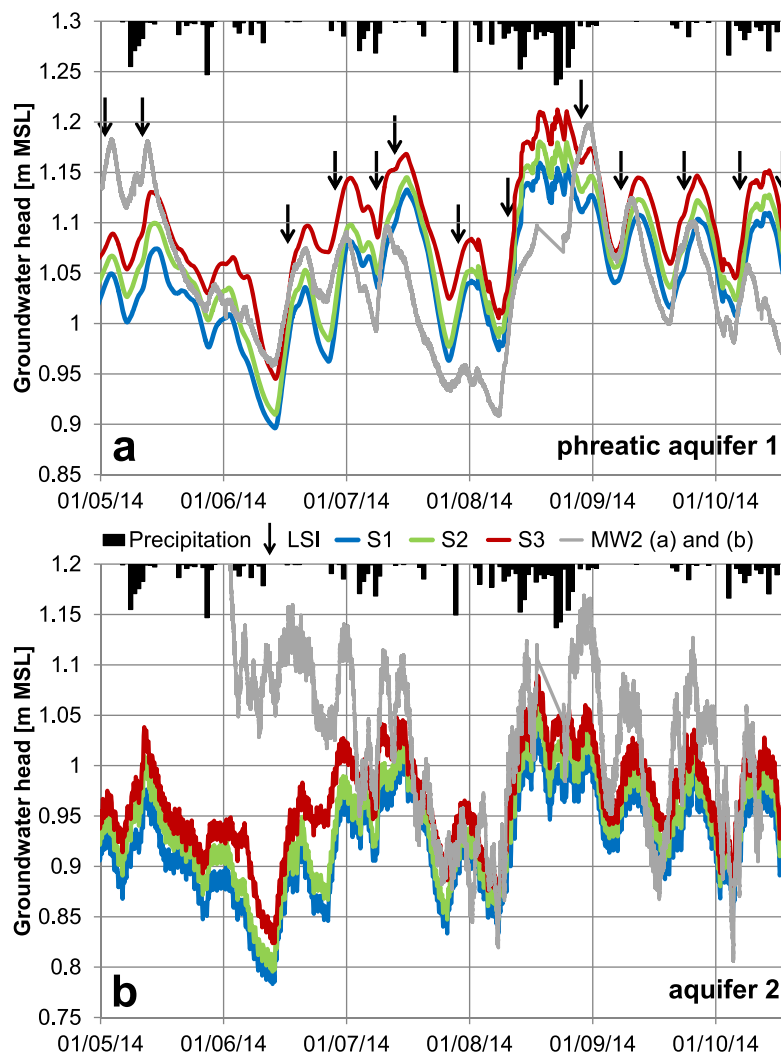 1.3
1.25
1.2
1.15
1.1
1.05
1
0.95
0.9
0.85
Groundwater head [m MSL]
a
phreatic aquifer 1
01/05/14 01/06/14 01/07/14 01/08/14 01/09/14 01/10/14
Precipitation LSI S1 S2 S3 MW2 (a) and (b)
1.2
1.15
1.1
1.05
1
0.95
0.9
0.85
0.8
0.75
Groundwater head [m MSL]
b
aquifer 2
01/05/14 01/06/14 01/07/14 01/08/14 01/09/14 01/10/14